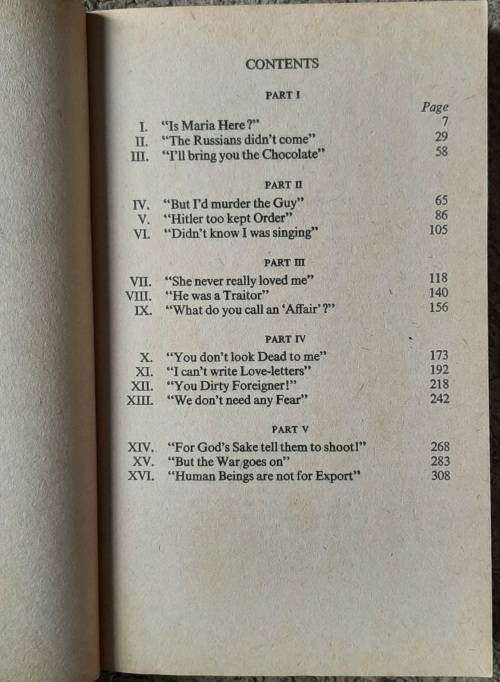 CONTENTS
PART I
Page
I. "Is Maria Here?" 7
II. "The Russians didn't come" 29
III. "I'll bring you the Chocolate" 58
PART II
IV. "But I'd murder the Guy" 65
V. "Hitler too kept Order" 86
VI. "Didn't know I was singing" 105
PART III
VII. "She never really loved me" 118
VIII. "He was a Traitor" 140
IX. "What do you call an 'Affair'?" 156
PART IV
X. "You don't look Dead to me" 173
XI. "I can't write Love-letters" 192
XII. "You Dirty Foreigner!" 218
XIII. "We don't need any Fear" 242
PART V
XIV. "For God's Sake tell them to shoot!" 268
XV. "But the War goes on" 283
XVI. "Human Beings are not for Export" 308